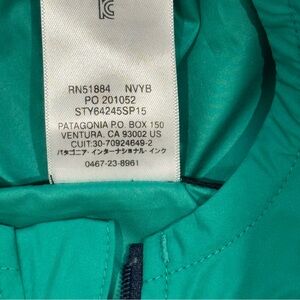 RN51884 NVYB
PO 201052
STY64245SP15
PATAGONIA P.O. BOX 150
VENTURA, CA 93002 US
CUIT:30-70924649-2
パタゴニア・インターナショナル・インク
0467-23-8961